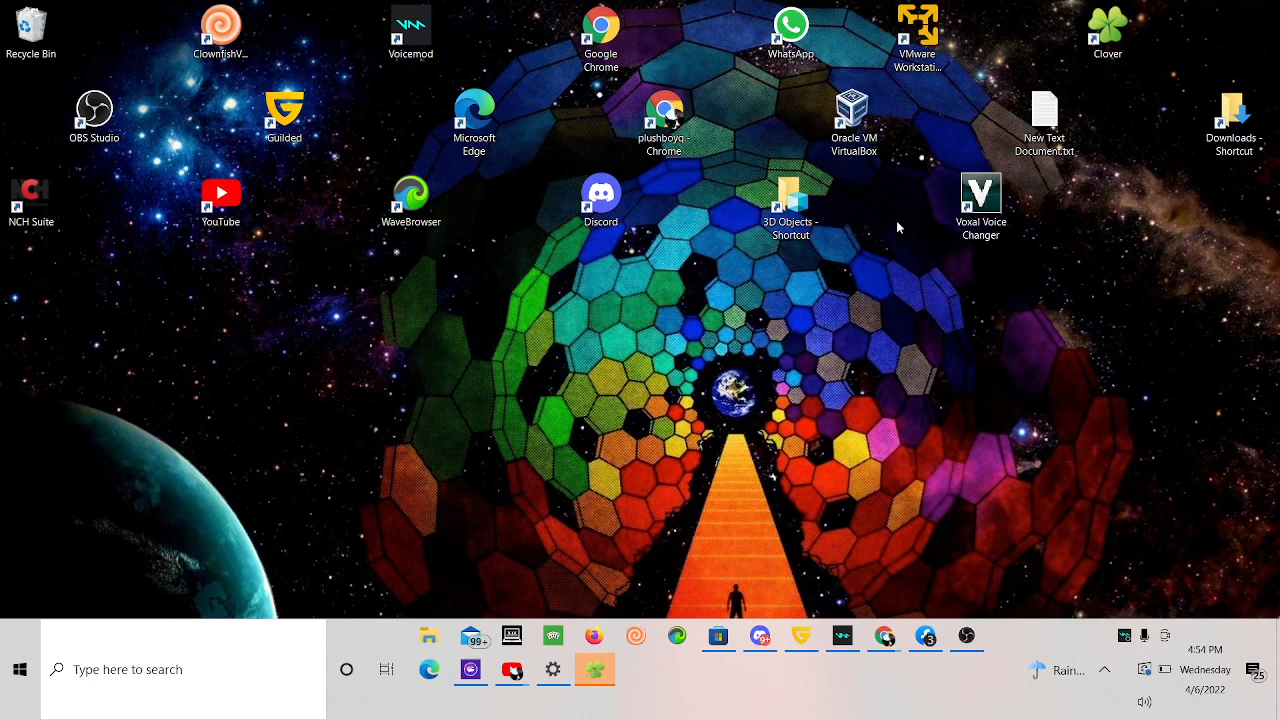 Recycle Bin
ClownfishV...
Voicemod
Google
Chrome
WhatsApp
VMware
Workstati...
Clover
OBS Studio
Guilded
Microsoft
Edge
plushboyq -
Chrome
Oracle VM
VirtualBox
New Text
Document.txt
Downloads -
Shortcut
NCH
NCH Suite
YouTube
WaveBrowser
Discord
3D Objects -
Shortcut
V
Voxal Voice
Changer
99+
9+
3
4:54 PM
Type here to search
Rain...
Wedne
4/6/2022
25